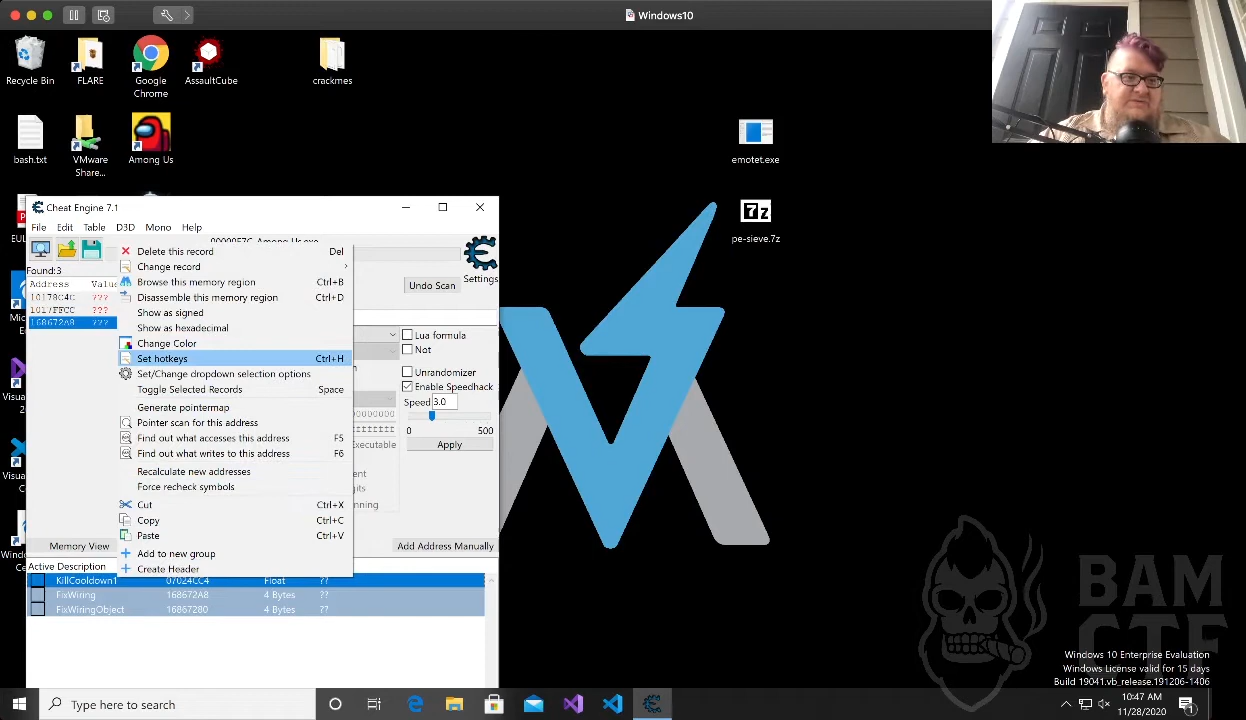 Windows10
Recycle Bin
FLARE
Google
Chrome
AssaultCube
crackmes
bash.txt
VMware
Share...
Among Us
emotet.exe
7z
pe-sieve.7z
Cheat Engine 7.1
File Edit Table D3D Mono Help
Found:3
Settings
Address
10178C4C ???
1017FFCC ???
168672A8 ???
Undo Scan
Delete this record Del
Change record
Browse this memory region Ctrl+B
Disassemble this memory region Ctrl+D
Show as signed
Show as hexadecimal
Change Color
Set hotkeys Ctrl+H
Set/Change dropdown selection options
Toggle Selected Records Space
Generate pointermap
Pointer scan for this address
Find out what accesses this address F5
Find out what writes to this address F6
Recalculate new addresses
Force recheck symbols
Cut Ctrl+X
Copy Ctrl+C
Paste Ctrl+V
Add to new group
Create Header
Lua formula
Not
Unrandomizer
Enable Speedhack
Speed 3.0
0 500
Apply
Memory View
Add Address Manually
Active Description
KillCooldown1 07024CC4 Float ??
FixWiring 168672A8 4 Bytes ??
FixWiringObject 16867280 4 Bytes ??
BAM
CTF
Windows 10 Enterprise Evaluation
Windows License valid for 15 days
Build 19041.vb_release.191206-1406
Type here to search
10:47 AM
11/28/2020
1